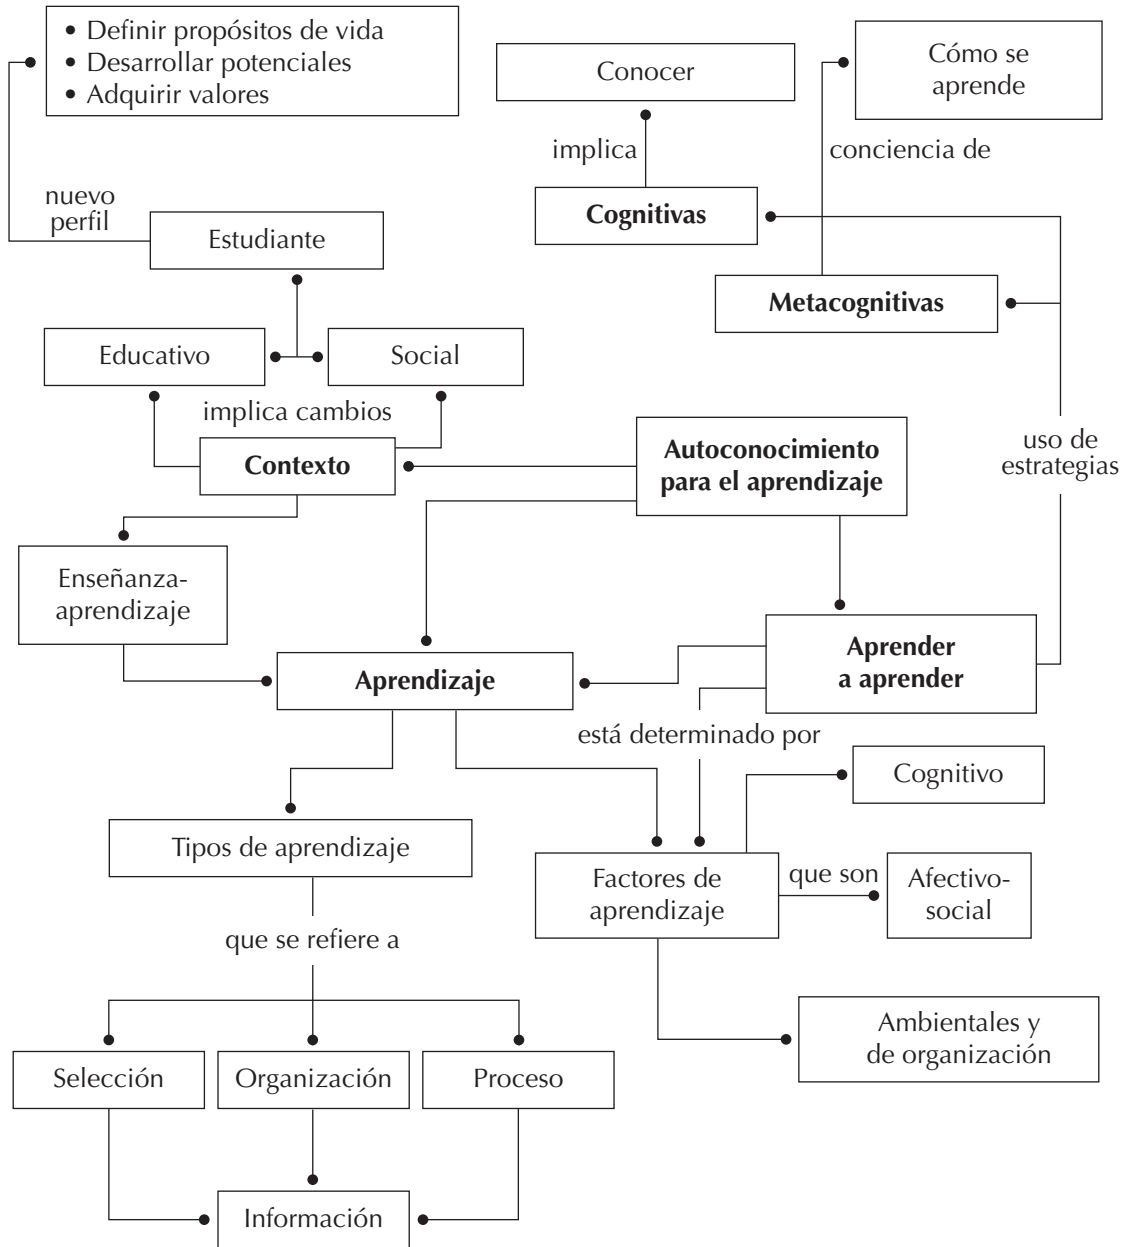 • Definir propósitos de vida
• Desarrollar potenciales
• Adquirir valores
Conocer
Cómo se
aprende
implica
conciencia de
nuevo
perfil
Cognitivas
Estudiante
Metacognitivas
Educativo
Social
implica cambios
Contexto
Autoconocimiento
para el aprendizaje
uso de
estrategias
Enseñanza-
aprendizaje
Aprendizaje
Aprender
a aprender
está determinado por
Cognitivo
Tipos de aprendizaje
Factores de
aprendizaje
que son
Afectivo-
social
que se refiere a
Ambientales y
de organización
Selección
Organización
Proceso
Información